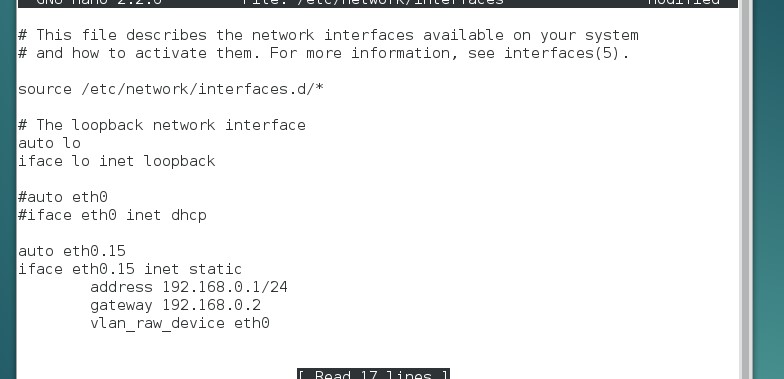 GNU nano 2.2.6 File: /etc/network/interfaces Modified
# This file describes the network interfaces available on your system
# and how to activate them. For more information, see interfaces(5).
source /etc/network/interfaces.d/*
# The loopback network interface
auto lo
iface lo inet loopback
#auto eth0
#iface eth0 inet dhcp
auto eth0.15
iface eth0.15 inet static
address 192.168.0.1/24
gateway 192.168.0.2
vlan_raw_device eth0
[ Read 17 lines ]